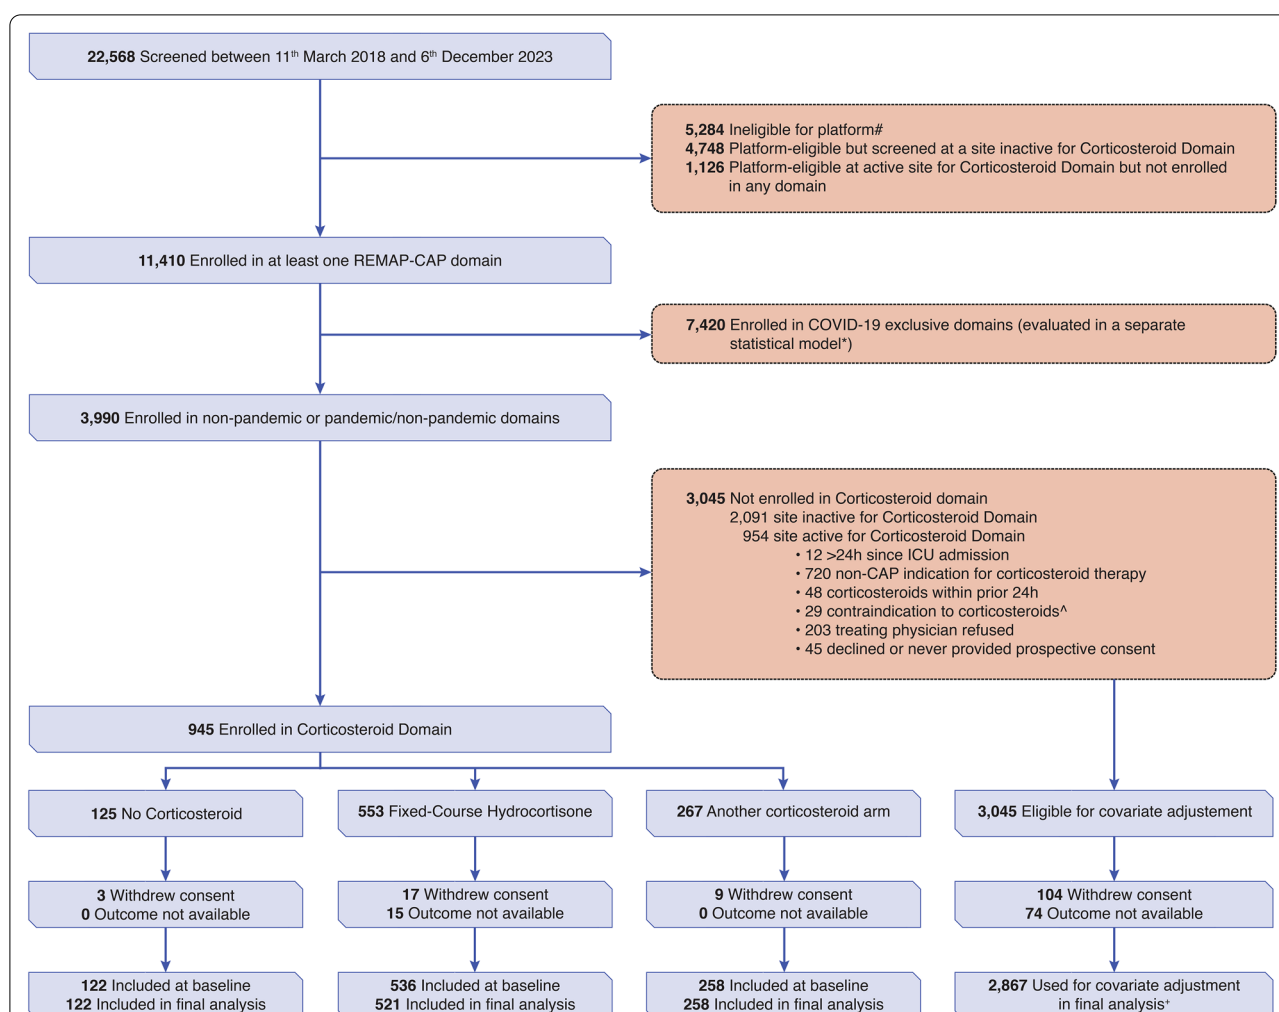 22,568 Screened between 11th March 2018 and 6th December 2023
5,284 Ineligible for platform#
4,748 Platform-eligible but screened at a site inactive for Corticosteroid Domain
1,126 Platform-eligible at active site for Corticosteroid Domain but not enrolled
in any domain
11,410 Enrolled in at least one REMAP-CAP domain
7,420 Enrolled in COVID-19 exclusive domains (evaluated in a separate
statistical model*)
3,990 Enrolled in non-pandemic or pandemic/non-pandemic domains
3,045 Not enrolled in Corticosteroid domain
2,091 site inactive for Corticosteroid Domain
954 site active for Corticosteroid Domain
• 12 >24h since ICU admission
• 720 non-CAP indication for corticosteroid therapy
• 48 corticosteroids within prior 24h
• 29 contraindication to corticosteroids^
• 203 treating physician refused
• 45 declined or never provided prospective consent
945 Enrolled in Corticosteroid Domain
125 No Corticosteroid
553 Fixed-Course Hydrocortisone
267 Another corticosteroid arm
3,045 Eligible for covariate adjustement
3 Withdrew consent
0 Outcome not available
17 Withdrew consent
15 Outcome not available
9 Withdrew consent
0 Outcome not available
104 Withdrew consent
74 Outcome not available
122 Included at baseline
122 Included in final analysis
536 Included at baseline
521 Included in final analysis
258 Included at baseline
258 Included in final analysis
2,867 Used for covariate adjustment
in final analysis+